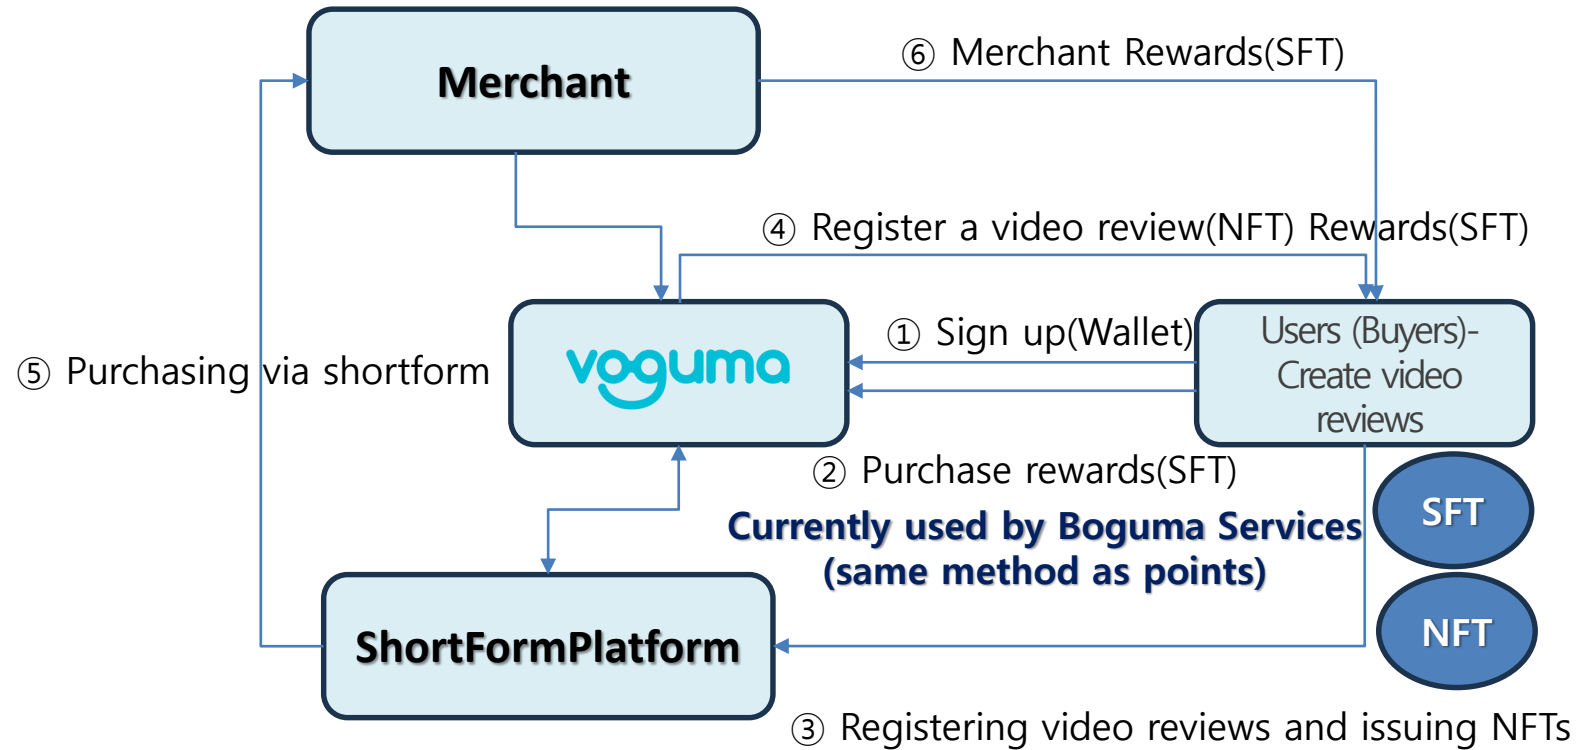 Merchant
⑥ Merchant Rewards(SFT)
④ Register a video review(NFT) Rewards(SFT)
① Sign up(Wallet)
Users (Buyers)-
Create video
reviews
voguma
⑤ Purchasing via shortform
② Purchase rewards(SFT)
Currently used by Boguma Services
(same method as points)
SFT
NFT
ShortFormPlatform
③ Registering video reviews and issuing NFTs